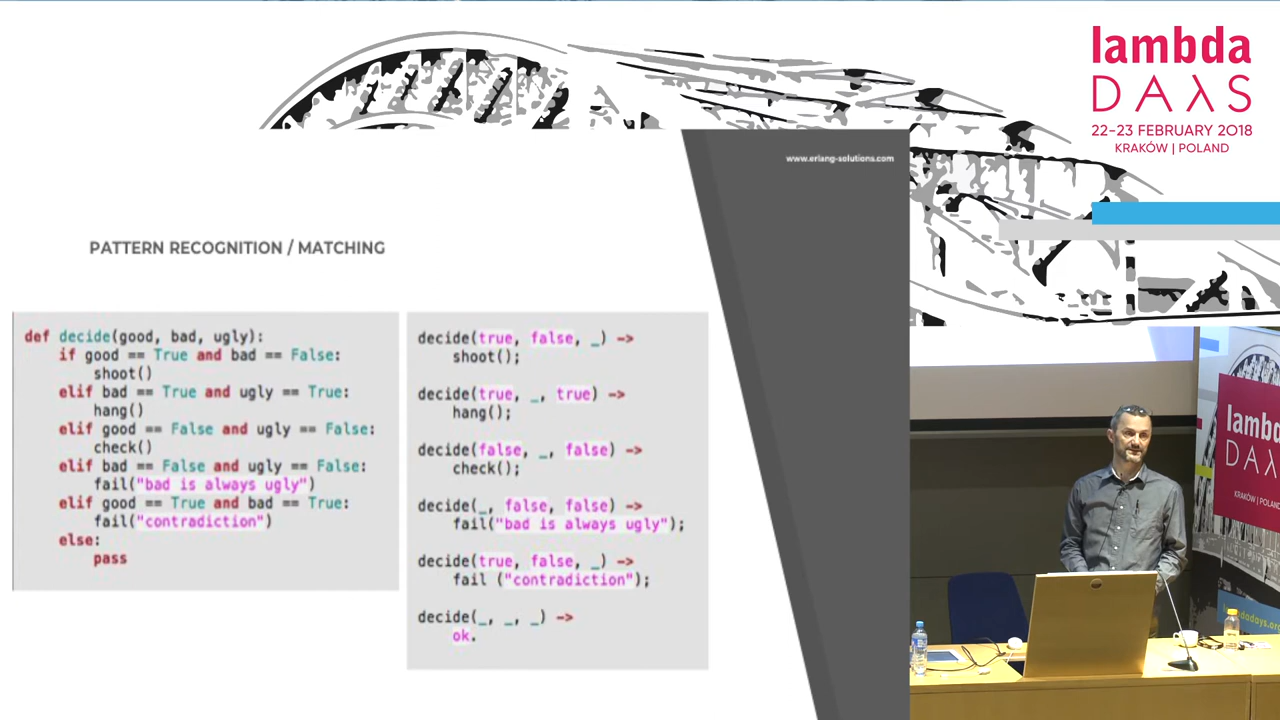 lambda
DAλS
22-23 FEBRUARY 2018
KRAKÓW | POLAND
www.erlang-solutions.com
PATTERN RECOGNITION / MATCHING
def decide(good, bad, ugly):
    if good == True and bad == False:
        shoot()
    elif bad == True and ugly == True:
        hang()
    elif good == False and ugly == False:
        check()
    elif bad == False and ugly == False:
        fail("bad is always ugly")
    elif good == True and bad == True:
        fail("contradiction")
    else:
        pass
decide(true, false, _) ->
    shoot();
decide(true, _, true) ->
    hang();
decide(false, _, false) ->
    check();
decide(_, false, false) ->
    fail("bad is always ugly");
decide(true, false, _) ->
    fail ("contradiction");
decide(_, _, _) ->
    ok.